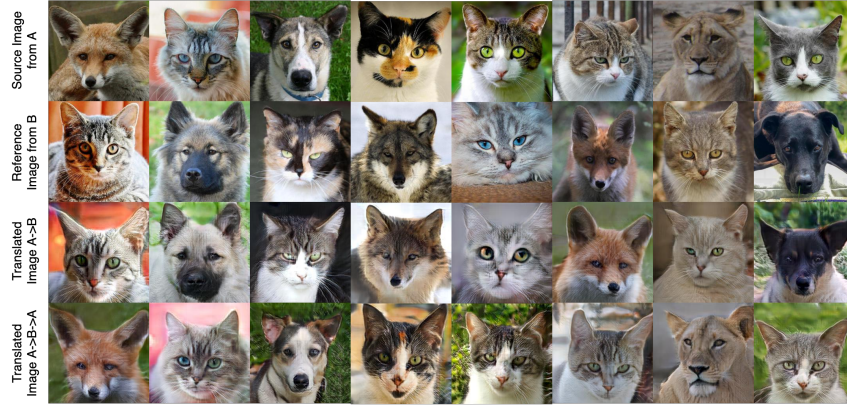 Source Image
from A
Reference
Image from B
Translated
Image A->B
Translated
Image A->B->A